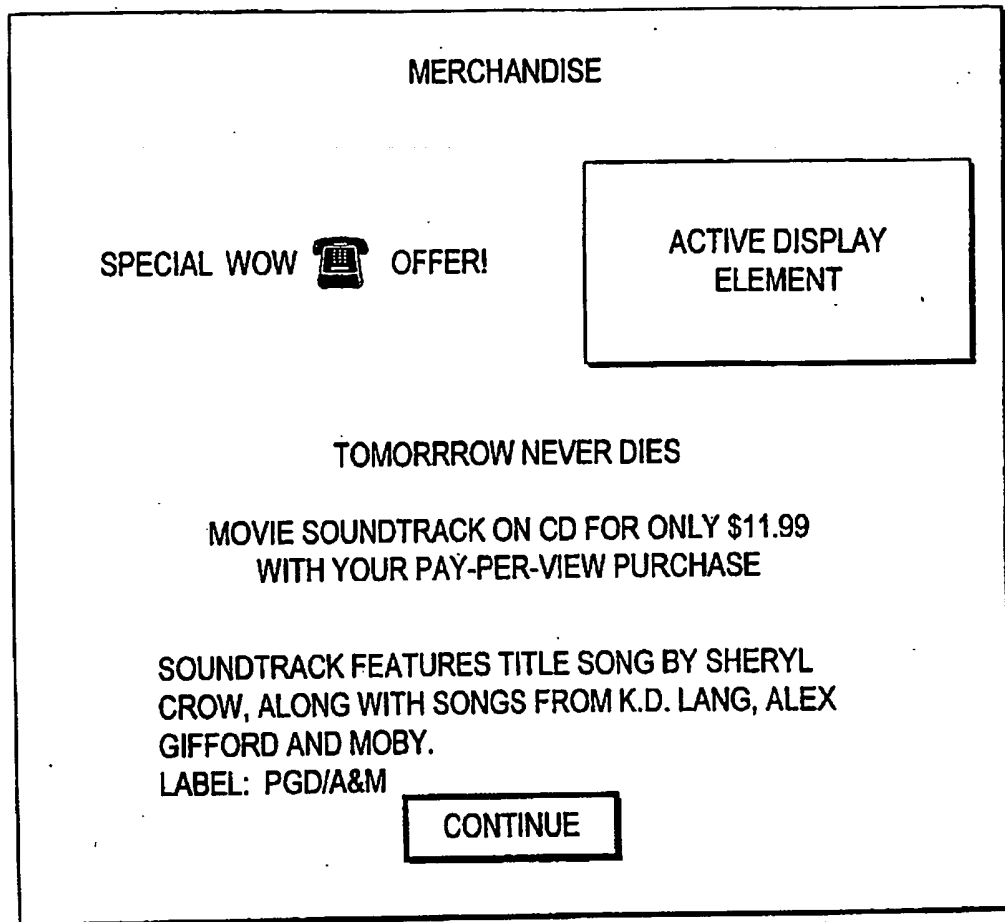 MERCHANDISE
SPECIAL WOW OFFER!
ACTIVE DISPLAY
ELEMENT
TOMORRROW NEVER DIES
MOVIE SOUNDTRACK ON CD FOR ONLY $11.99
WITH YOUR PAY-PER-VIEW PURCHASE
SOUNDTRACK FEATURES TITLE SONG BY SHERYL
CROW, ALONG WITH SONGS FROM K.D. LANG, ALEX
GIFFORD AND MOBY.
LABEL: PGD/A&M
CONTINUE